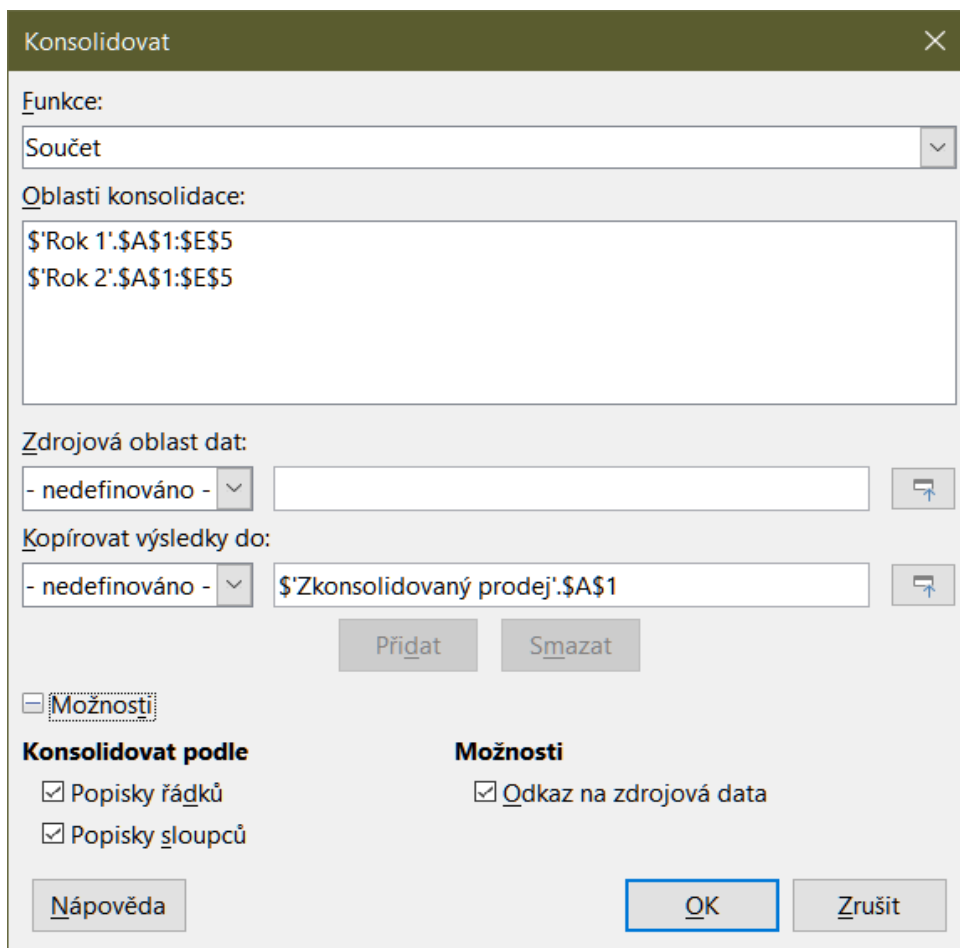 Konsolidovat
Funkce:
Součet
Oblasti konsolidace:
$'Rok 1'.$A$1:$E$5
$'Rok 2'.$A$1:$E$5
Zdrojová oblast dat:
- nedefinováno -
Kopírovat výsledky do:
- nedefinováno - $'Zkonsolidovaný prodej'.$A$1
Přidat Smazat
Možnosti
Konsolidovat podle Možnosti
Popisky řádků Odkaz na zdrojová data
Popisky sloupců
Nápověda OK Zrušit